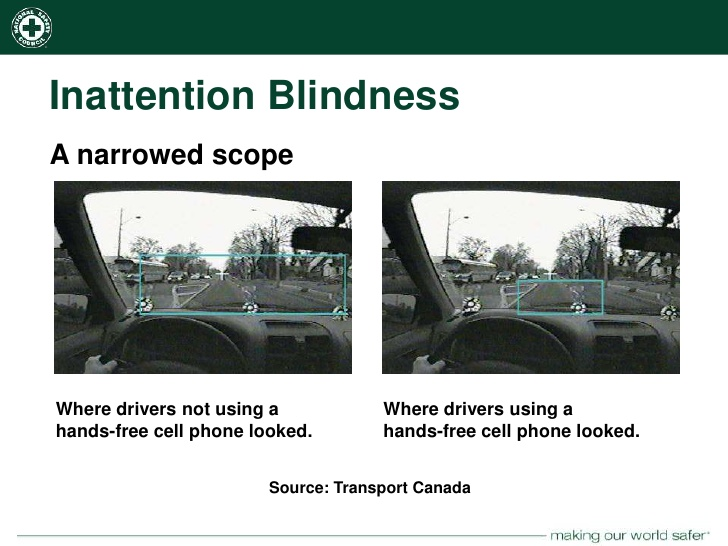 NATIONAL SAFETY
COUNCIL
Inattention Blindness
A narrowed scope
Where drivers not using a
hands-free cell phone looked.
Where drivers using a
hands-free cell phone looked.
Source: Transport Canada
making our world safer®